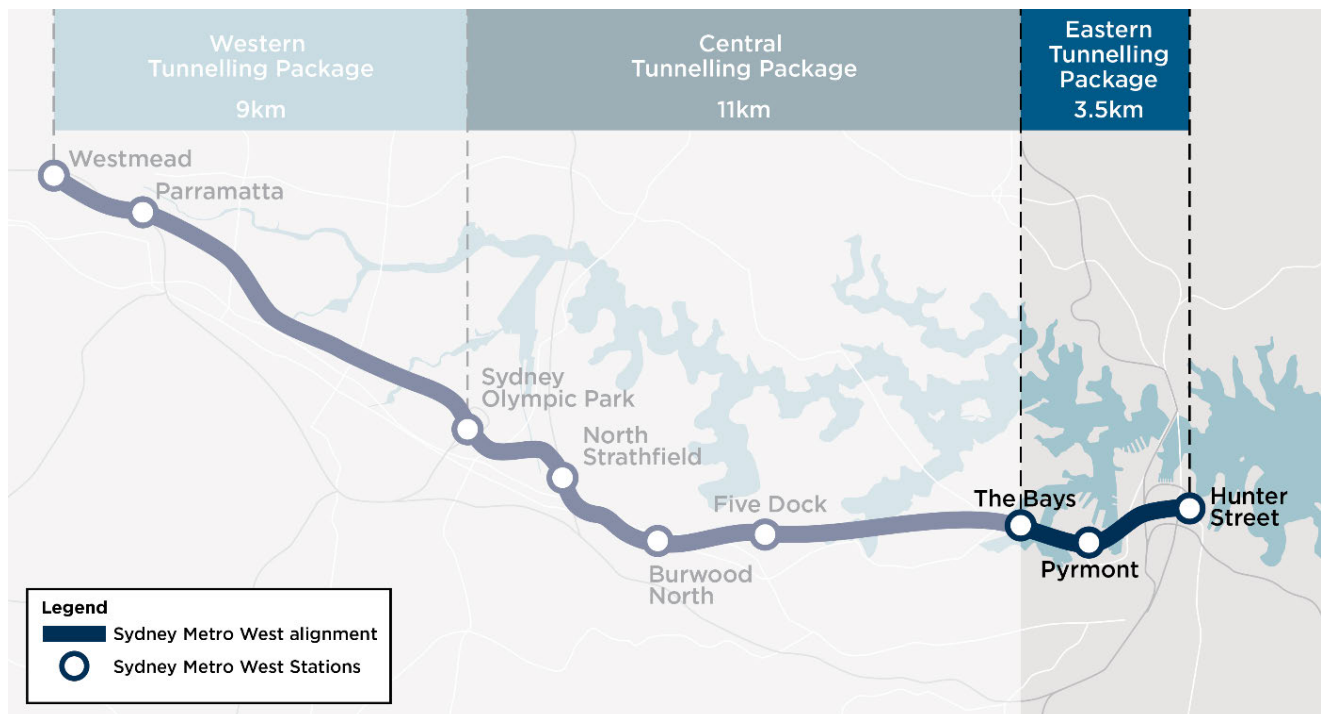 Western
Tunnelling Package
9km
Central
Tunnelling Package
11km
Eastern
Tunnelling
Package
3.5km
Westmead
Parramatta
Sydney
Olympic Park
North
Strathfield
Five Dock
Burwood
North
The Bays
Pyrmont
Hunter
Street
Legend
Sydney Metro West alignment
Sydney Metro West Stations